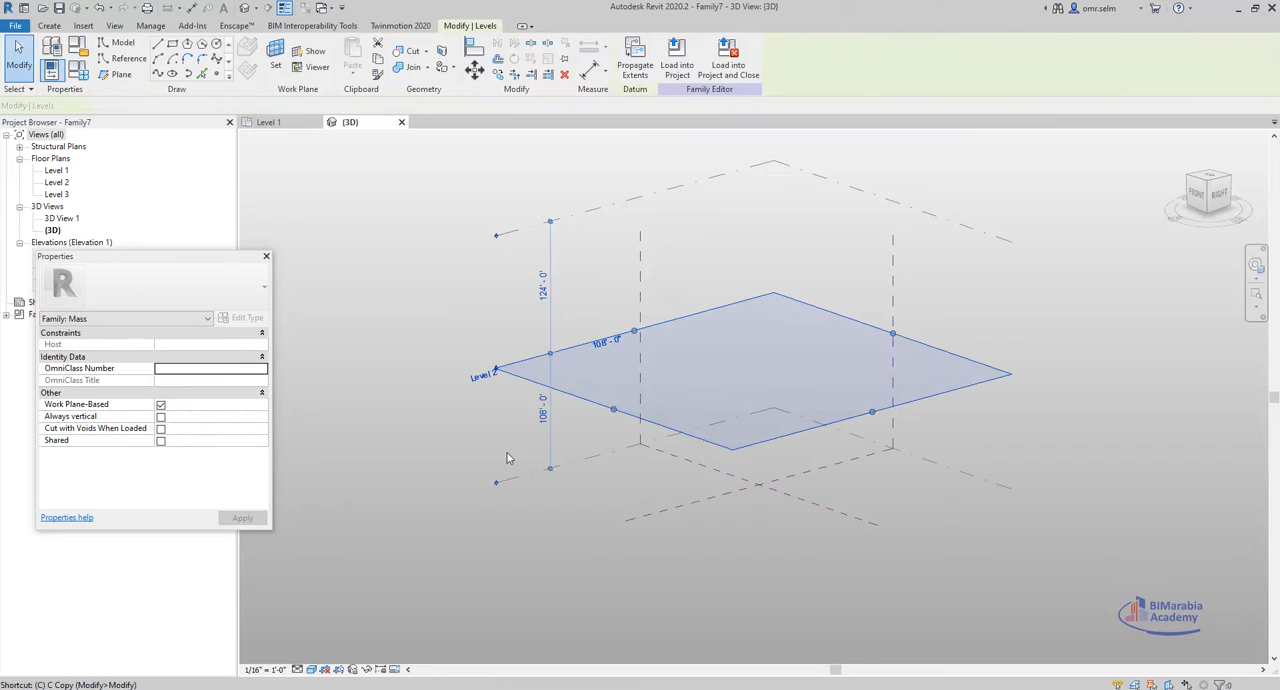 Autodesk Revit 2020.2 - Family7 - 3D View: {3D}
omr.selm
File
Create
Insert
View
Manage
Add-Ins
Enscape™
BIM Interoperability Tools
Twinmotion 2020
Modify | Levels
Modify
Model
Reference
Plane
Set
Show
Viewer
Paste
Cut
Join
Propagate
Extents
Load into
Project
Load into
Project and Close
Select
Properties
Draw
Work Plane
Clipboard
Geometry
Modify
Measure
Datum
Family Editor
Modify | Levels
Project Browser - Family7
Level 1
{3D}
Views (all)
Structural Plans
Floor Plans
Level 1
Level 2
Level 3
3D Views
3D View 1
{3D}
Elevations (Elevation 1)
Properties
R
Family: Mass
Edit Type
Constraints
Host
Identity Data
OmniClass Number
OmniClass Title
Other
Work Plane-Based
Always vertical
Cut with Voids When Loaded
Shared
Properties help
Apply
FRONT
RIGHT
124' - 0"
108' - 0"
Level 2
108' - 0"
BIMarabia
Academy
1/16" = 1'-0"
Shortcut: (C) C Copy (Modify>Modify)
:0